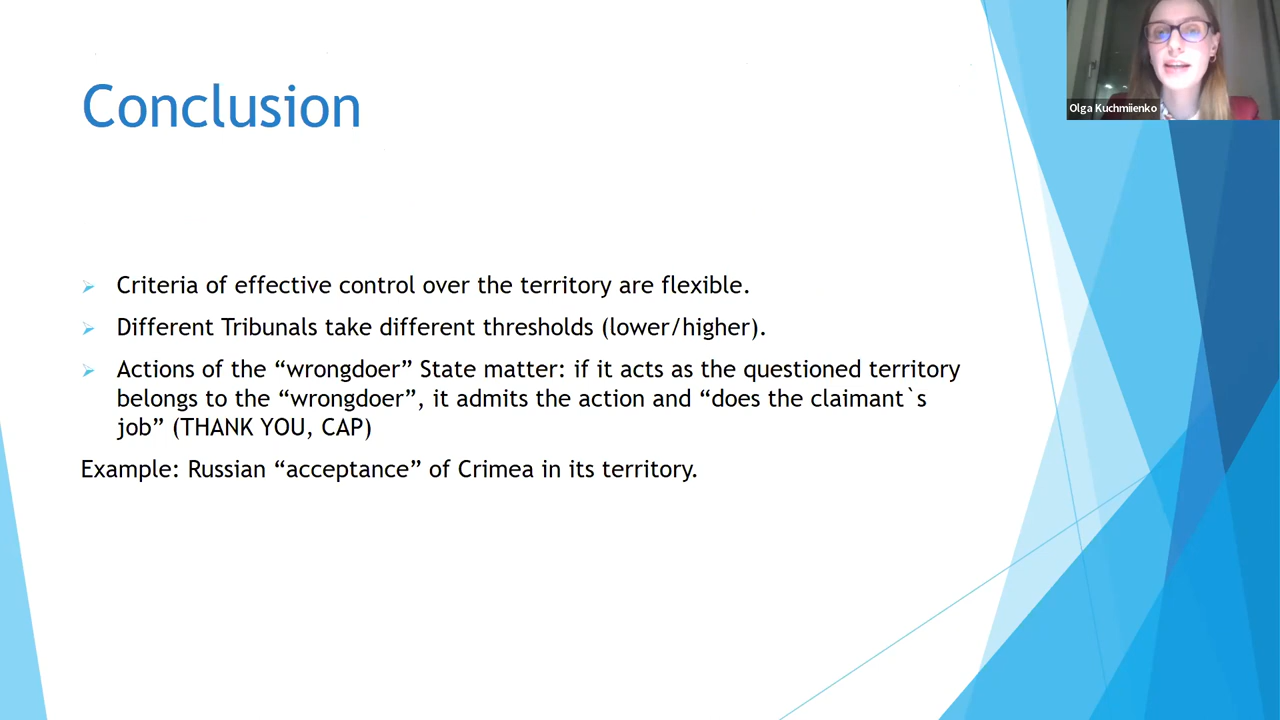 Olga Kuchmiienko
Conclusion
Criteria of effective control over the territory are flexible.
Different Tribunals take different thresholds (lower/higher).
Actions of the “wrongdoer” State matter: if it acts as the questioned territory
belongs to the “wrongdoer”, it admits the action and “does the claimant`s
job” (THANK YOU, CAP)
Example: Russian “acceptance” of Crimea in its territory.